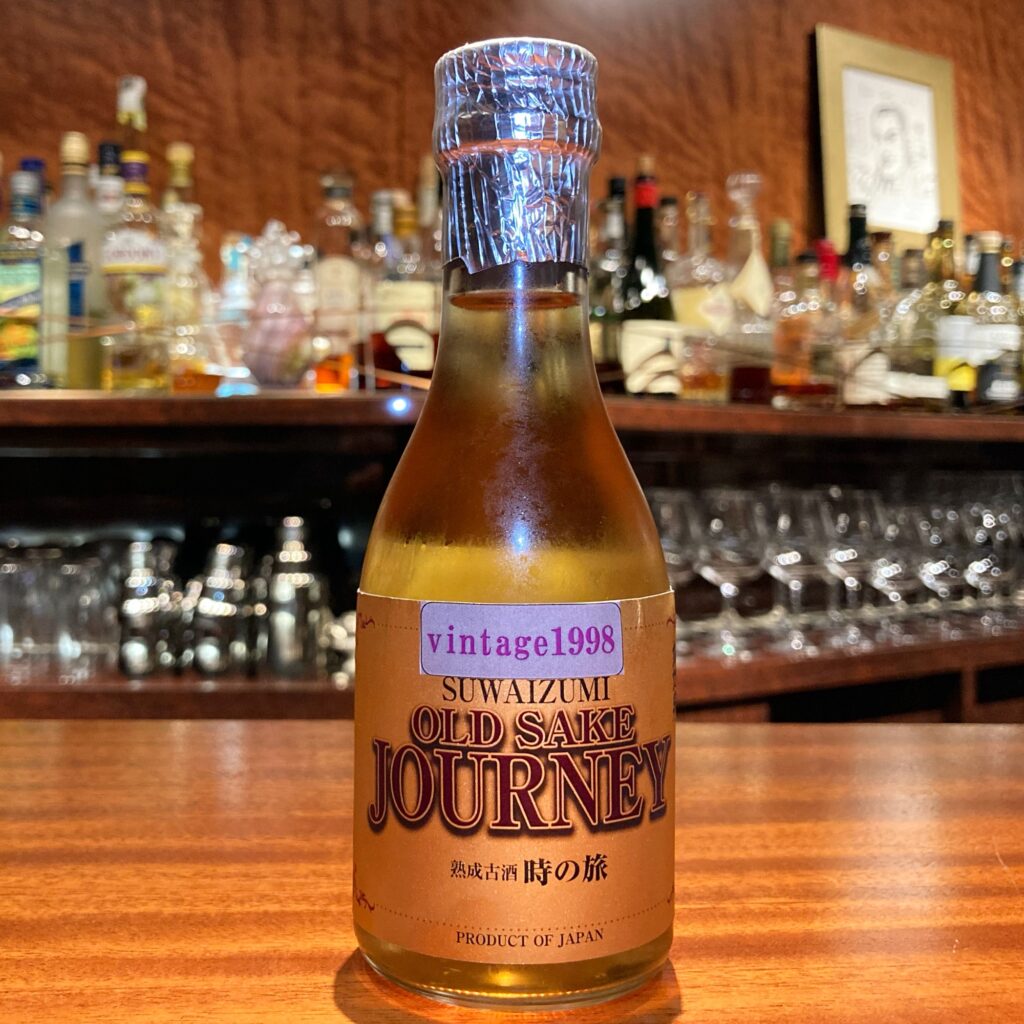 vintage1998
SUWAIZUMI
OLD SAKE
JOURNEY
熟成古酒 時の旅
PRODUCT OF JAPAN